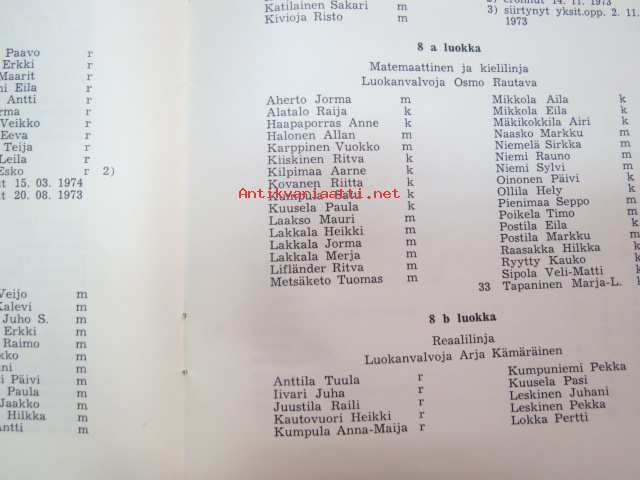 Paavo r
Erkki r
Maarit r
Eila r
Antti r
r
Veikko r
Eeva r
Teija r
Leila r
Esko r 2)
15. 03. 1974
20. 08. 1973
Veijo m
Kalevi m
Juho S. m
Erkki m
Raimo m
m
m
Päivi m
Paula m
Jaakko m
Hilkka m
m
Katilainen Sakari m
Kivioja Risto m
14. 11. 1973
3) siirtynyt yksit.opp. 2. 11.
1973
8 a luokka
Matemaattinen ja kielilinja
Luokanvalvoja Osmo Rautava
Aherto Jorma m
Alatalo Raija k
Haapaporras Anne k
Halonen Allan m
Karppinen Vuokko m
Kiiskinen Ritva k
Kilpimaa Aarne k
Kovanen Riitta k
Kumpula Satu k
Kuusela Paula k
Laakso Mauri m
Lakkala Heikki m
Lakkala Jorma m
Lakkala Merja m
Lifländer Ritva m
Metsäketo Tuomas m
Mikkola Aila k
Mikkola Eila k
Mäkikokkila Airi k
Naasko Markku m
Niemelä Sirkka m
Niemi Rauno m
Niemi Sylvi m
Oinonen Päivi k
Ollila Hely k
Pienimaa Seppo m
Poikela Timo m
Postila Eila k
Postila Markku m
Raasakka Hilkka
Ryytty Kauko
Sipola Veli-Matti
33 Tapaninen Marja-L. k
8 b luokka
Reaalilinja
Luokanvalvoja Arja Kämäräinen
Anttila Tuula r
Iivari Juha r
Juustila Raili r
Kautovuori Heikki r
Kumpula Anna-Maija r
Kumpuniemi Pekka
Kuusela Pasi
Leskinen Juhani
Leskinen Pekka
Lokka Pertti
Antikvariaatti.net